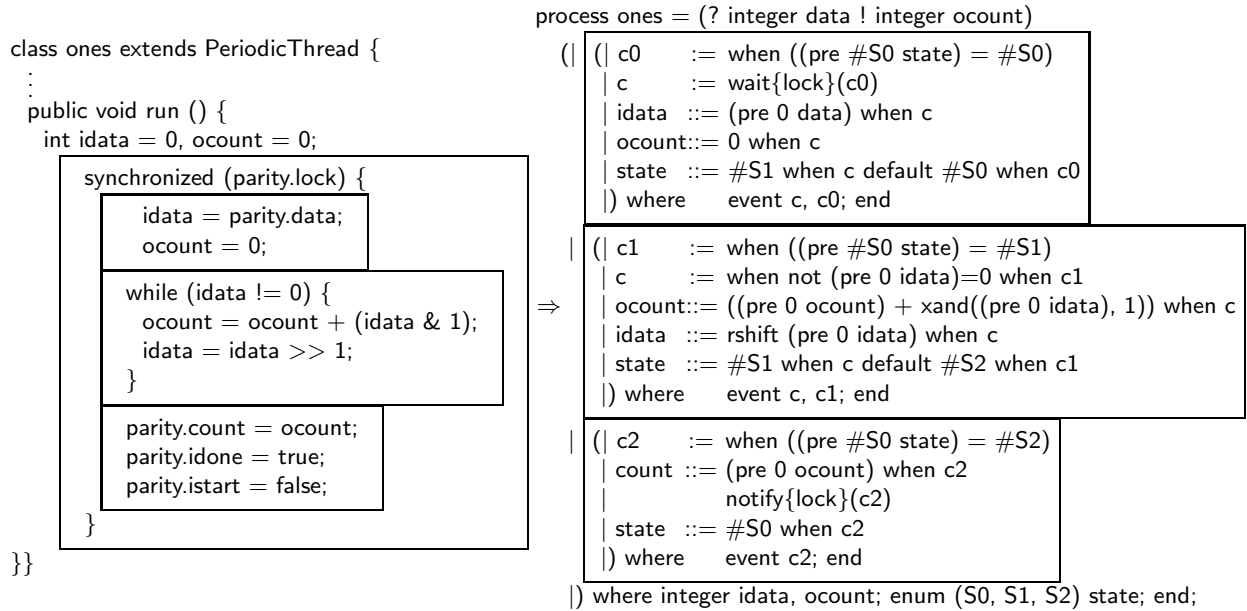 class ones extends PeriodicThread {
⋮
public void run () {
int idata = 0, ocount = 0;
synchronized (parity.lock) {
idata = parity.data;
ocount = 0;
while (idata != 0) {
ocount = ocount + (idata & 1);
idata = idata >> 1;
}
parity.count = ocount;
parity.idone = true;
parity.istart = false;
}
}}
⇒
process ones = (? integer data ! integer ocount)
(| (| c0 := when ((pre #S0 state) = #S0)
| c := wait{lock}(c0)
| idata ::= (pre 0 data) when c
| ocount::= 0 when c
| state ::= #S1 when c default #S0 when c0
|) where event c, c0; end
| (| c1 := when ((pre #S0 state) = #S1)
| c := when not (pre 0 idata)=0 when c1
| ocount::= ((pre 0 ocount) + xand((pre 0 idata), 1)) when c
| idata ::= rshift (pre 0 idata) when c
| state ::= #S1 when c default #S2 when c1
|) where event c, c1; end
| (| c2 := when ((pre #S0 state) = #S2)
| count ::= (pre 0 ocount) when c2
| notify{lock}(c2)
| state ::= #S0 when c2
|) where event c2; end
|) where integer idata, ocount; enum (S0, S1, S2) state; end;